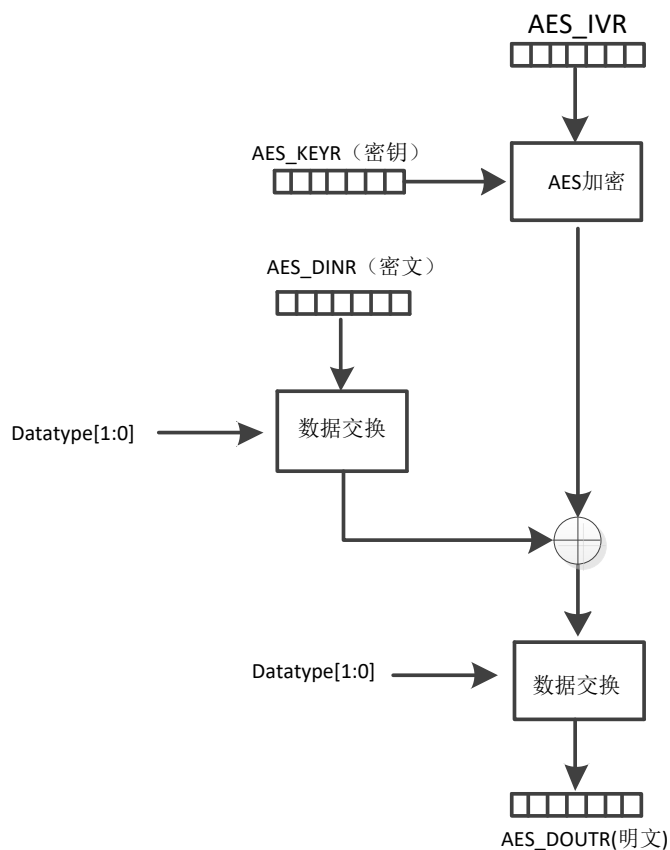 AES_IVR
AES_KEYR（密钥）
AES加密
AES_DINR（密文）
数据交换
Datatype[1:0]
Datatype[1:0]
数据交换
AES_DOUTR(明文)